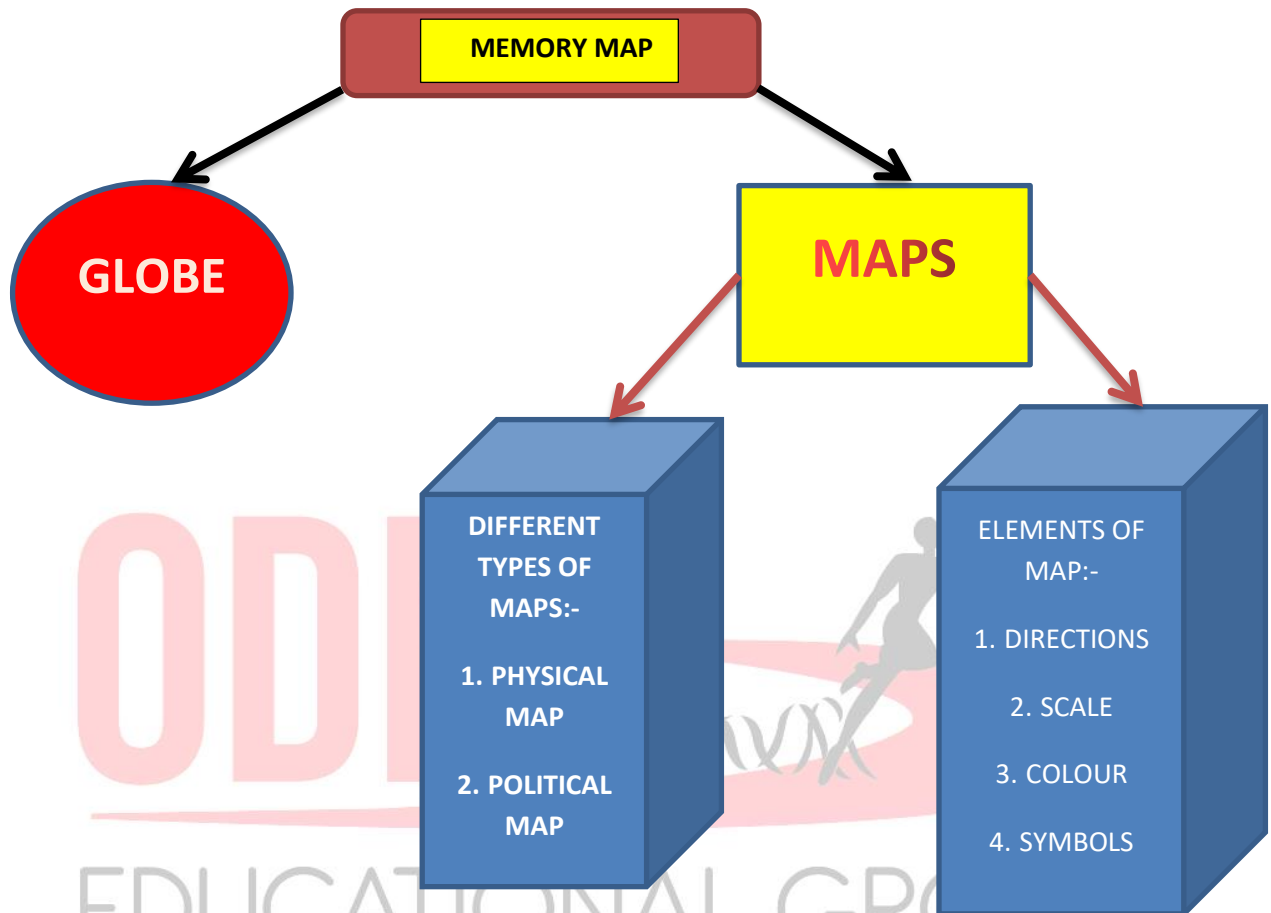 MEMORY MAP
GLOBE
MAPS
DIFFERENT
TYPES OF
MAPS:-
1. PHYSICAL
MAP
2. POLITICAL
MAP
ELEMENTS OF
MAP:-
1. DIRECTIONS
2. SCALE
3. COLOUR
4. SYMBOLS
EDUCATIONAL